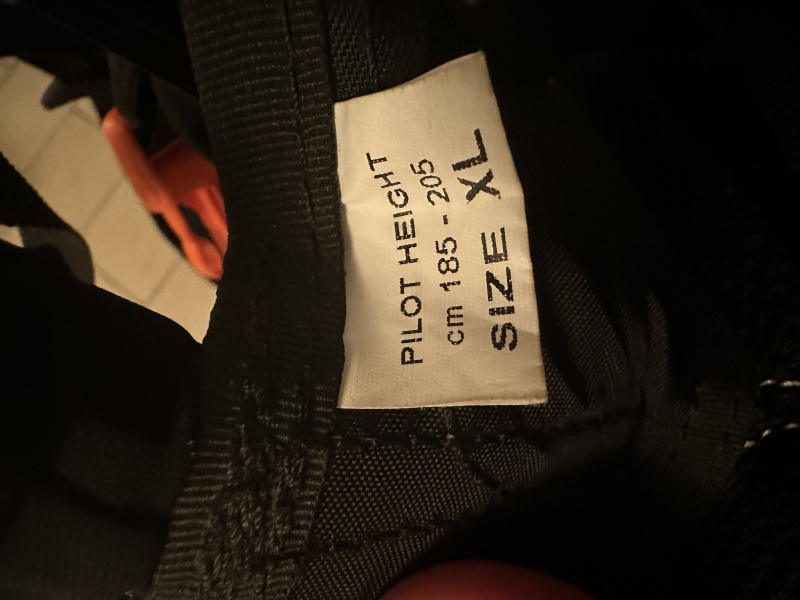 PILOT HEIGHT
cm 185 - 205
SIZE XL